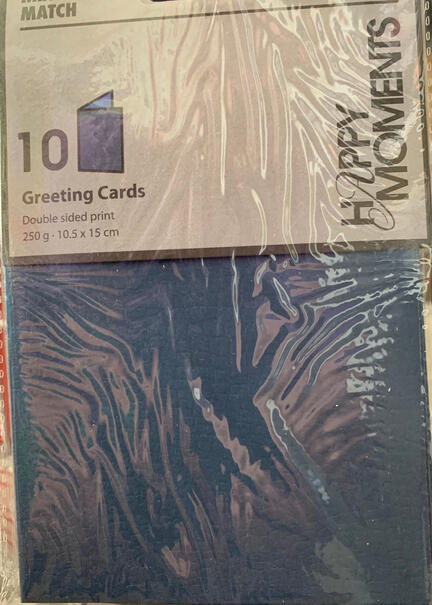 MATCH
10
Greeting Cards
Double sided print
250 g · 10.5 x 15 cm
HAPPY
MOMENTS